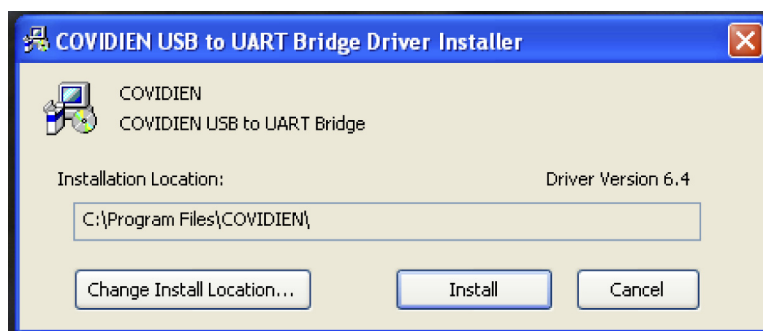 COVIDIEN USB to UART Bridge Driver Installer
COVIDIEN
COVIDIEN USB to UART Bridge
Installation Location:
Driver Version 6.4
C:\Program Files\COVIDIEN\
Change Install Location...
Install
Cancel